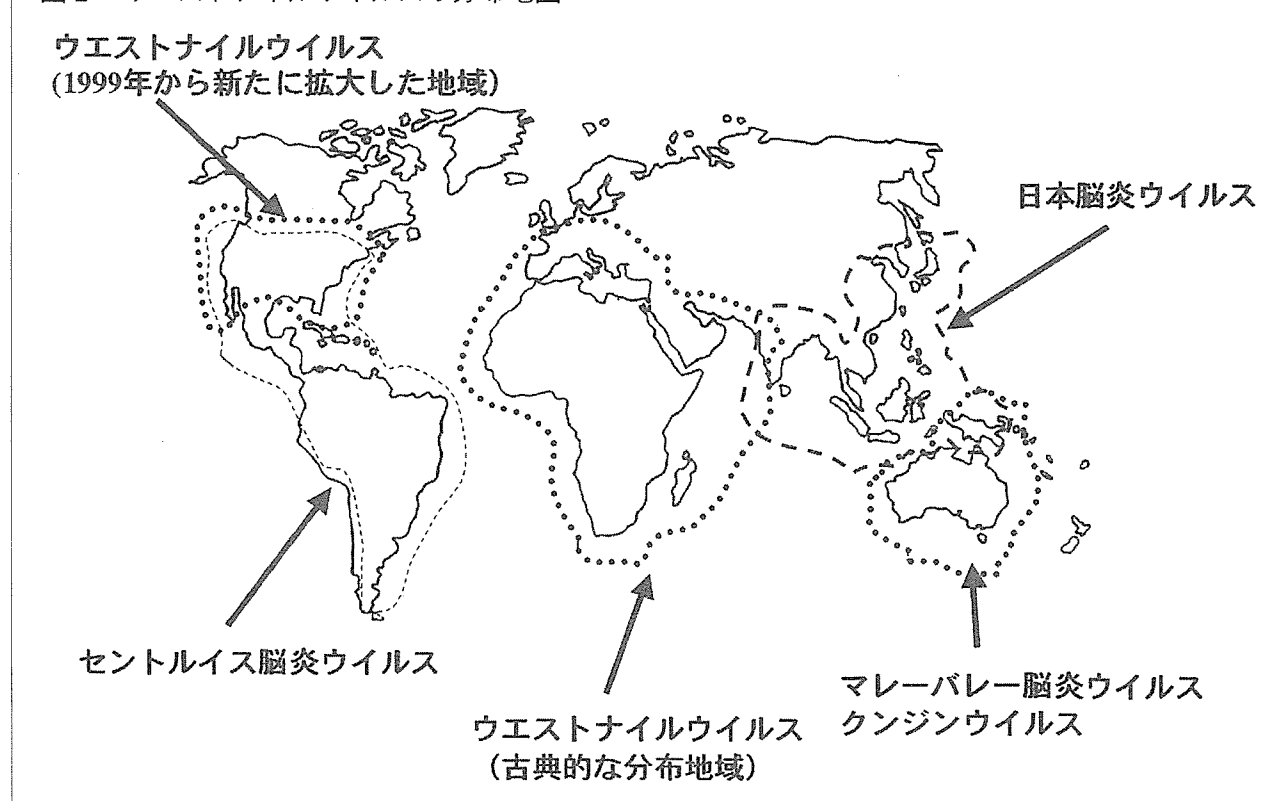 ウエストナイルウイルス
(1999年から新たに拡大した地域)
日本脳炎ウイルス
セントルイス脳炎ウイルス
マレーバレー脳炎ウイルス
クンジンウイルス
ウエストナイルウイルス
(古典的な分布地域)